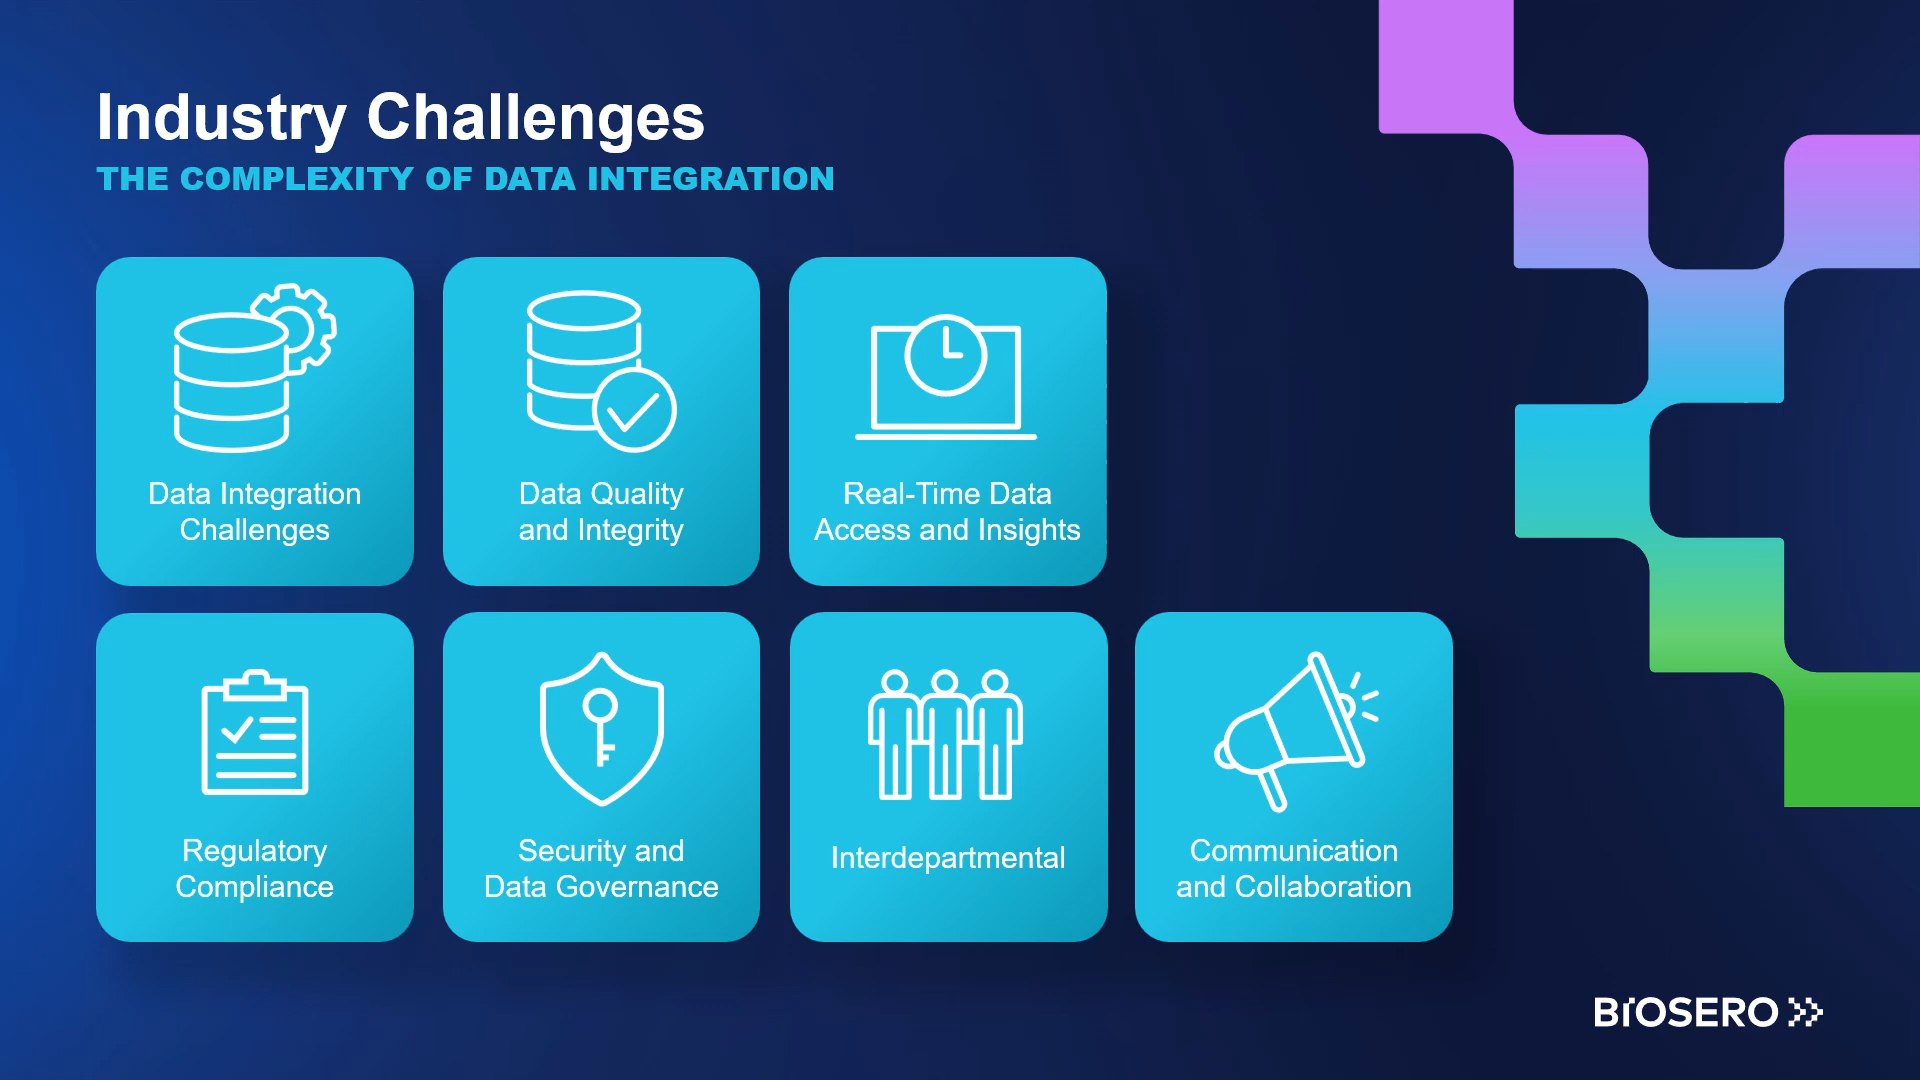 Industry Challenges
THE COMPLEXITY OF DATA INTEGRATION
Data Integration
Challenges
Data Quality
and Integrity
Real-Time Data
Access and Insights
Regulatory
Compliance
Security and
Data Governance
Interdepartmental
Communication
and Collaboration
BIOSERO